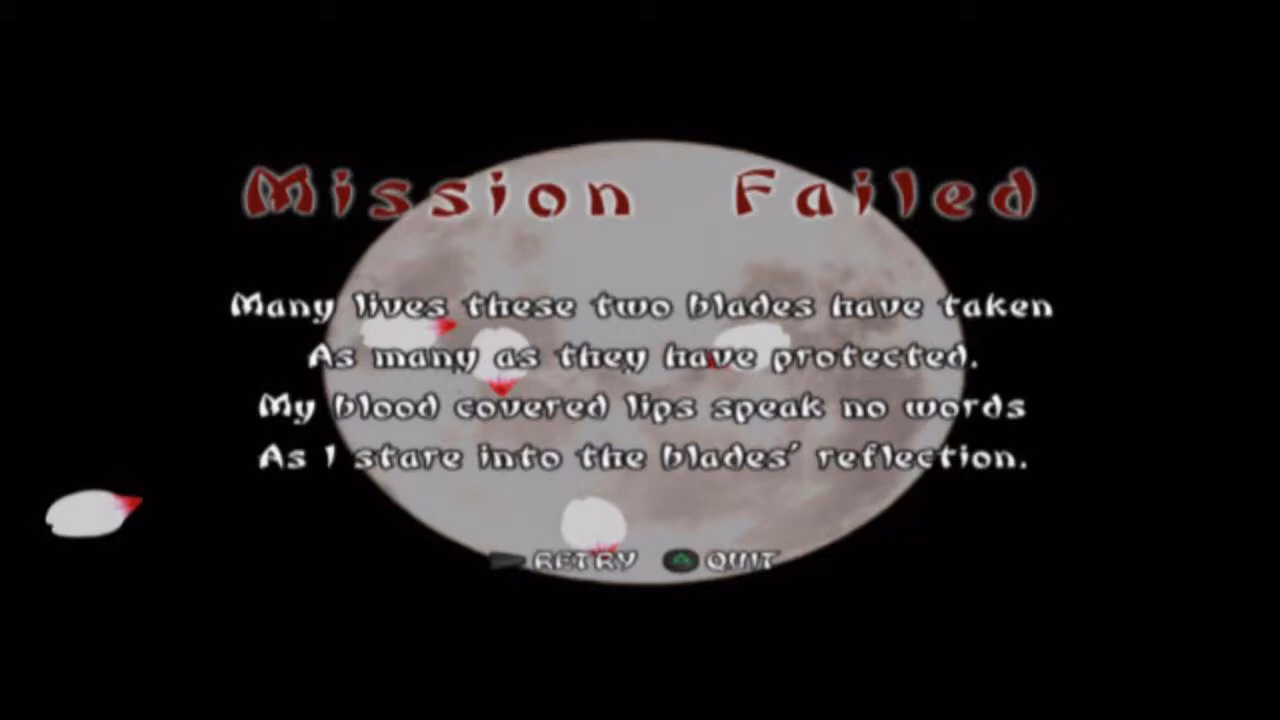 Mission Failed
Many lives these two blades have taken
As many as they have protected.
My blood covered lips speak no words
As I stare into the blades' reflection.
RETRY QUIT